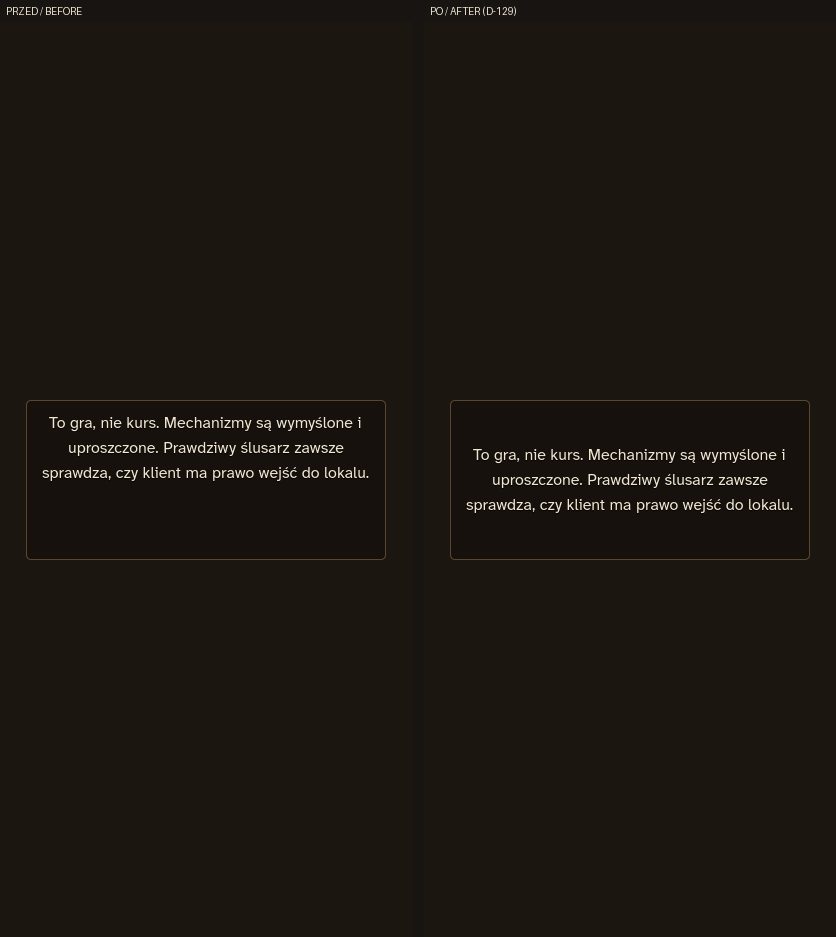 PRZED / BEFORE
To gra, nie kurs. Mechanizmy są wymyślone i
uproszczone. Prawdziwy ślusarz zawsze
sprawdza, czy klient ma prawo wejść do lokalu.
PO / AFTER (D-129)
To gra, nie kurs. Mechanizmy są wymyślone i
uproszczone. Prawdziwy ślusarz zawsze
sprawdza, czy klient ma prawo wejść do lokalu.